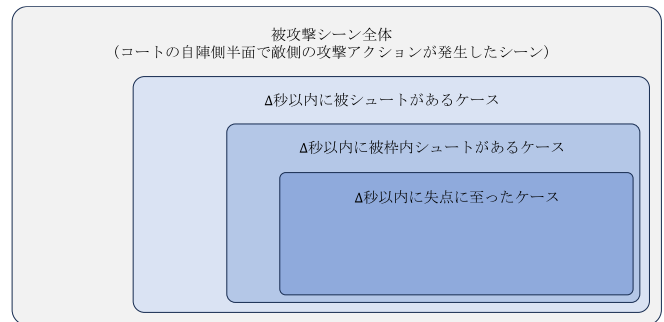 被攻撃シーン全体
（コートの自陣側半面で敵側の攻撃アクションが発生したシーン）
Δ秒以内に被シュートがあるケース
Δ秒以内に被枠内シュートがあるケース
Δ秒以内に失点に至ったケース